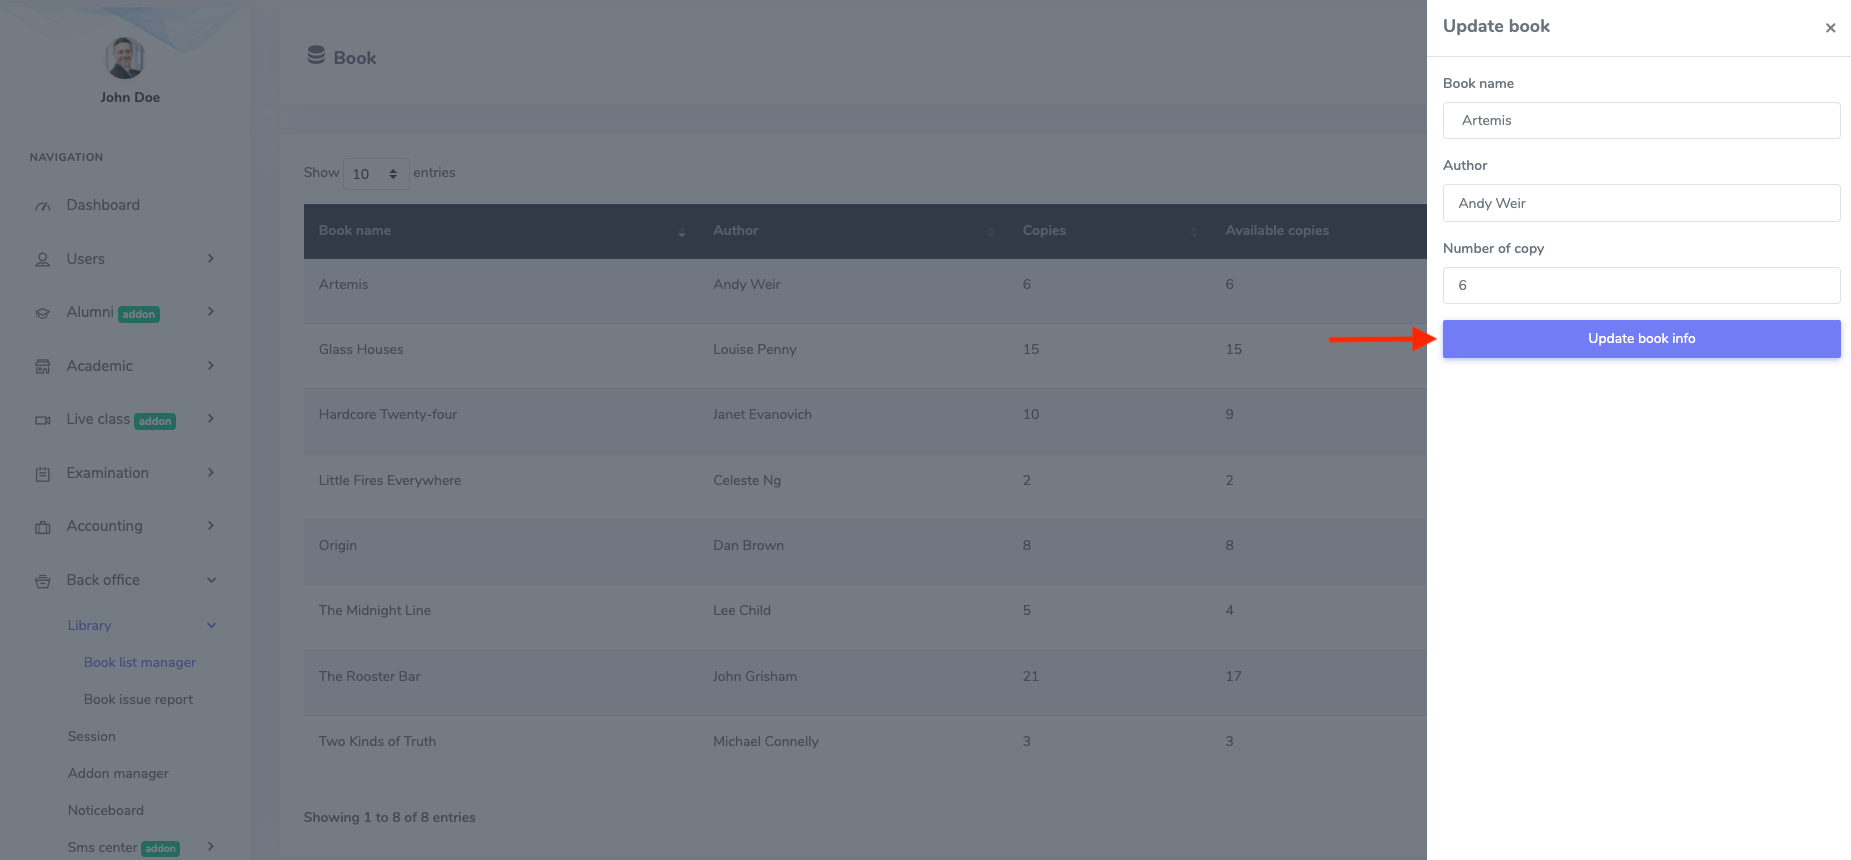 John Doe
NAVIGATION
Dashboard
Users
Alumni addon
Academic
Live class addon
Examination
Accounting
Back office
Library
Book list manager
Book issue report
Session
Addon manager
Noticeboard
Sms center addon
Book
Show 10 entries
Book name Author Copies Available copies
Artemis Andy Weir 6 6
Glass Houses Louise Penny 15 15
Hardcore Twenty-four Janet Evanovich 10 9
Little Fires Everywhere Celeste Ng 2 2
Origin Dan Brown 8 8
The Midnight Line Lee Child 5 4
The Rooster Bar John Grisham 21 17
Two Kinds of Truth Michael Connelly 3 3
Showing 1 to 8 of 8 entries
Update book ×
Book name
Artemis
Author
Andy Weir
Number of copy
6
Update book info